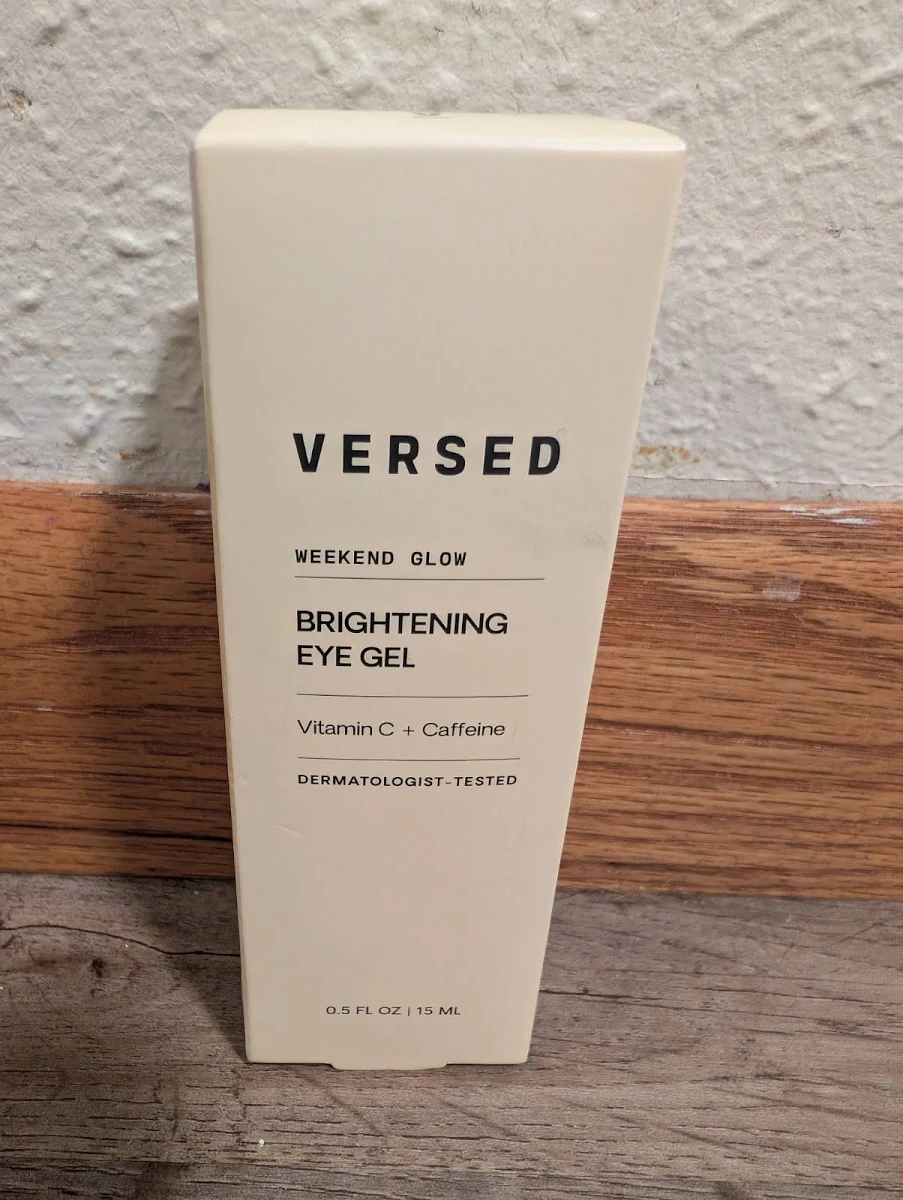 VERSED
WEEKEND GLOW
BRIGHTENING
EYE GEL
Vitamin C + Caffeine
DERMATOLOGIST-TESTED
0.5 FL OZ | 15 ML